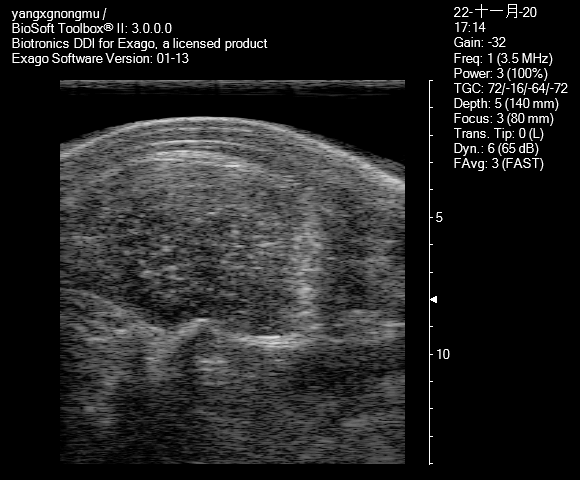 yangxgnongmu /
BioSoft Toolbox® II: 3.0.0.0
Biotronics DDI for Exago, a licensed product
Exago Software Version: 01-13
22-十一月-20
17:14
Gain: -32
Freq: 1 (3.5 MHz)
Power: 3 (100%)
TGC: 72/-16/-64/-72
Depth: 5 (140 mm)
Focus: 3 (80 mm)
Trans. Tip: 0 (L)
Dyn.: 6 (65 dB)
FAvg: 3 (FAST)
5
10